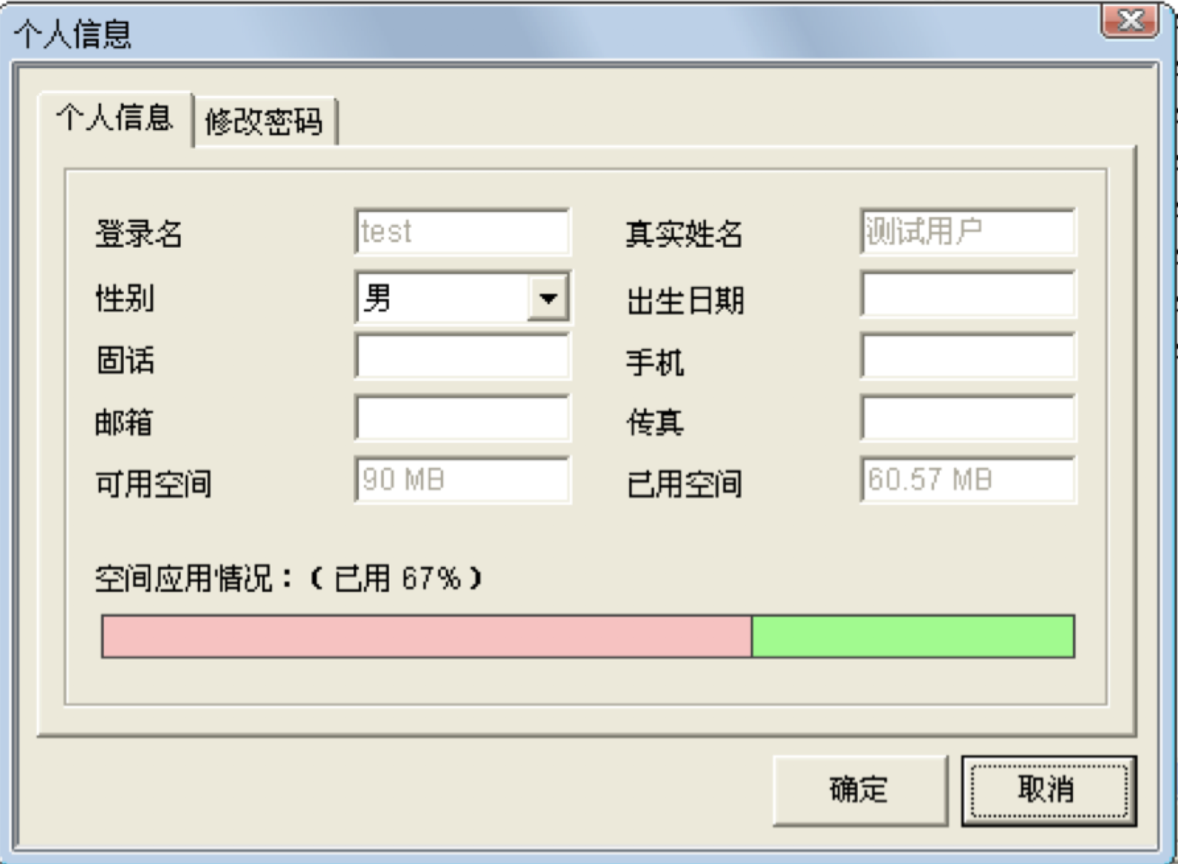 个人信息
个人信息 修改密码
登录名 test 真实姓名 测试用户
性别 男 出生日期
固话 手机
邮箱 传真
可用空间 90 MB 已用空间 60.57 MB
空间应用情况：(已用 67%)
确定 取消